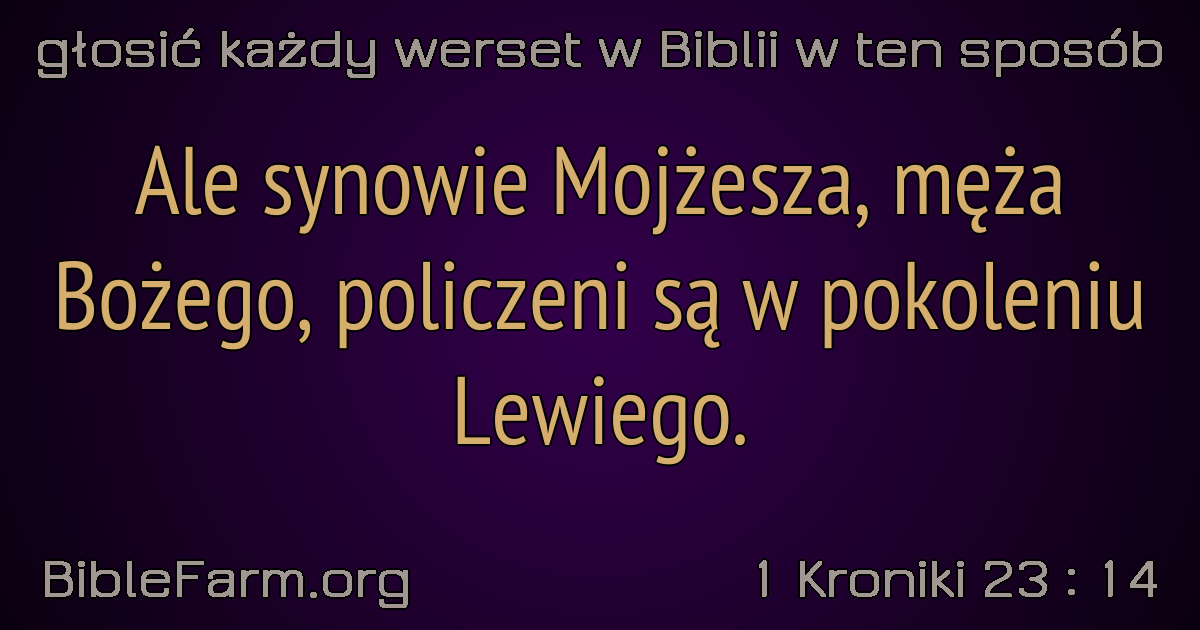 głosić każdy werset w Biblii w ten sposób
Ale synowie Mojżesza, męża
Bożego, policzeni są w pokoleniu
Lewiego.
BibleFarm.org
1 Kroniki 23 : 14